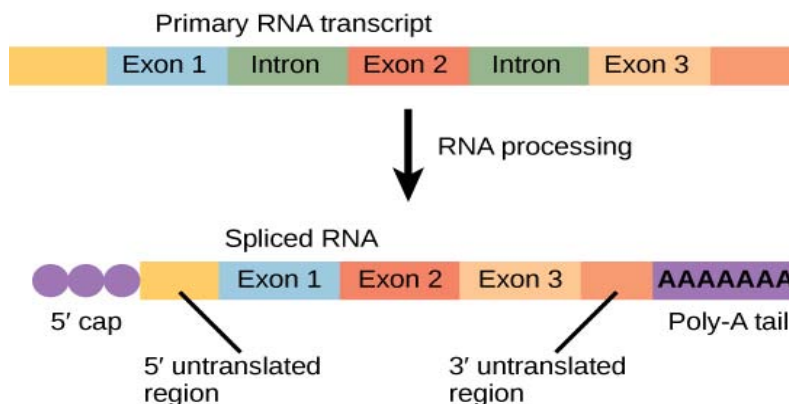 Primary RNA transcript
Exon 1 Intron Exon 2 Intron Exon 3
RNA processing
Spliced RNA
Exon 1 Exon 2 Exon 3 AAAAAAA
5′ cap Poly-A tail
5′ untranslated region
3′ untranslated region